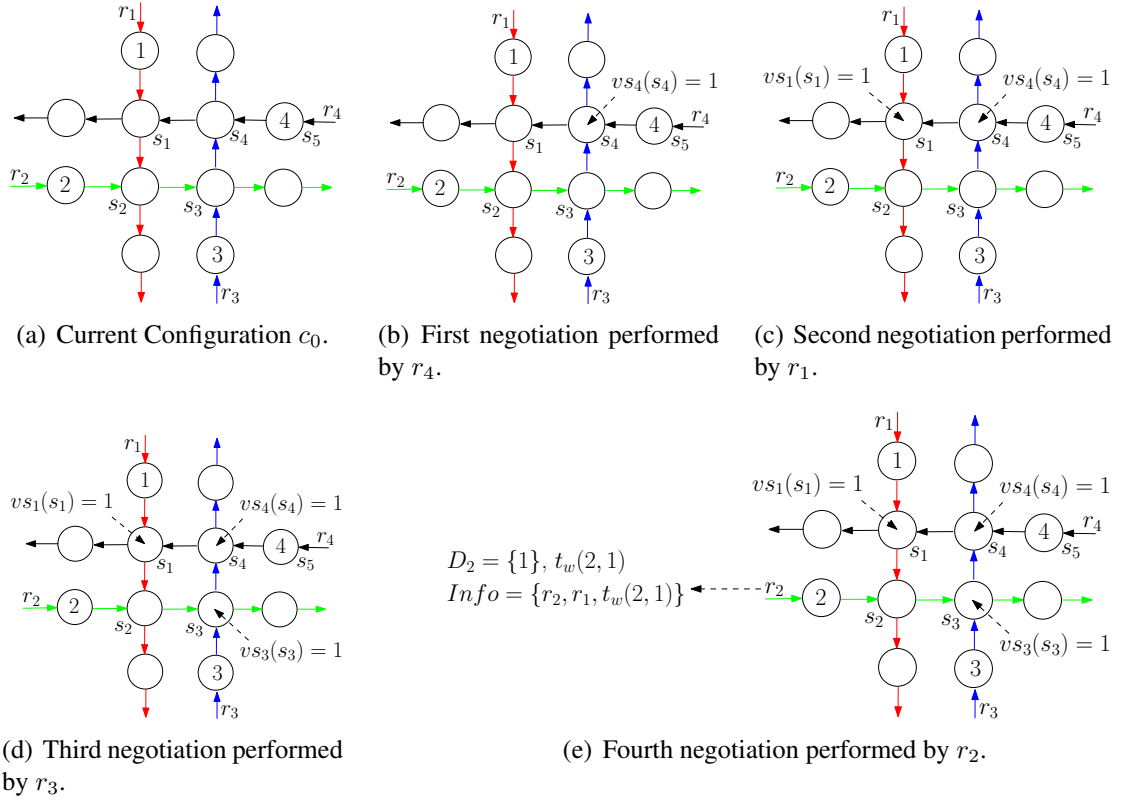 r₁
1
4
r₄
s₁
s₄
s₅
r₂
2
s₂
s₃
3
r₃
(a) Current Configuration c₀.
r₁
1
vs₄(s₄) = 1
4
r₄
s₁
s₄
s₅
r₂
2
s₂
s₃
3
r₃
(b) First negotiation performed
by r₄.
r₁
vs₁(s₁) = 1
1
vs₄(s₄) = 1
4
r₄
s₁
s₄
s₅
r₂
2
s₂
s₃
3
r₃
(c) Second negotiation performed
by r₁.
r₁
1
vs₁(s₁) = 1
vs₄(s₄) = 1
4
r₄
s₁
s₄
s₅
r₂
2
s₂
s₃
vs₃(s₃) = 1
3
r₃
(d) Third negotiation performed
by r₃.
r₁
1
vs₁(s₁) = 1
vs₄(s₄) = 1
4
r₄
s₁
s₄
s₅
D₂ = {1}, t_w(2, 1)
Info = {r₂, r₁, t_w(2, 1)}
r₂
2
s₂
s₃
vs₃(s₃) = 1
3
r₃
(e) Fourth negotiation performed by r₂.